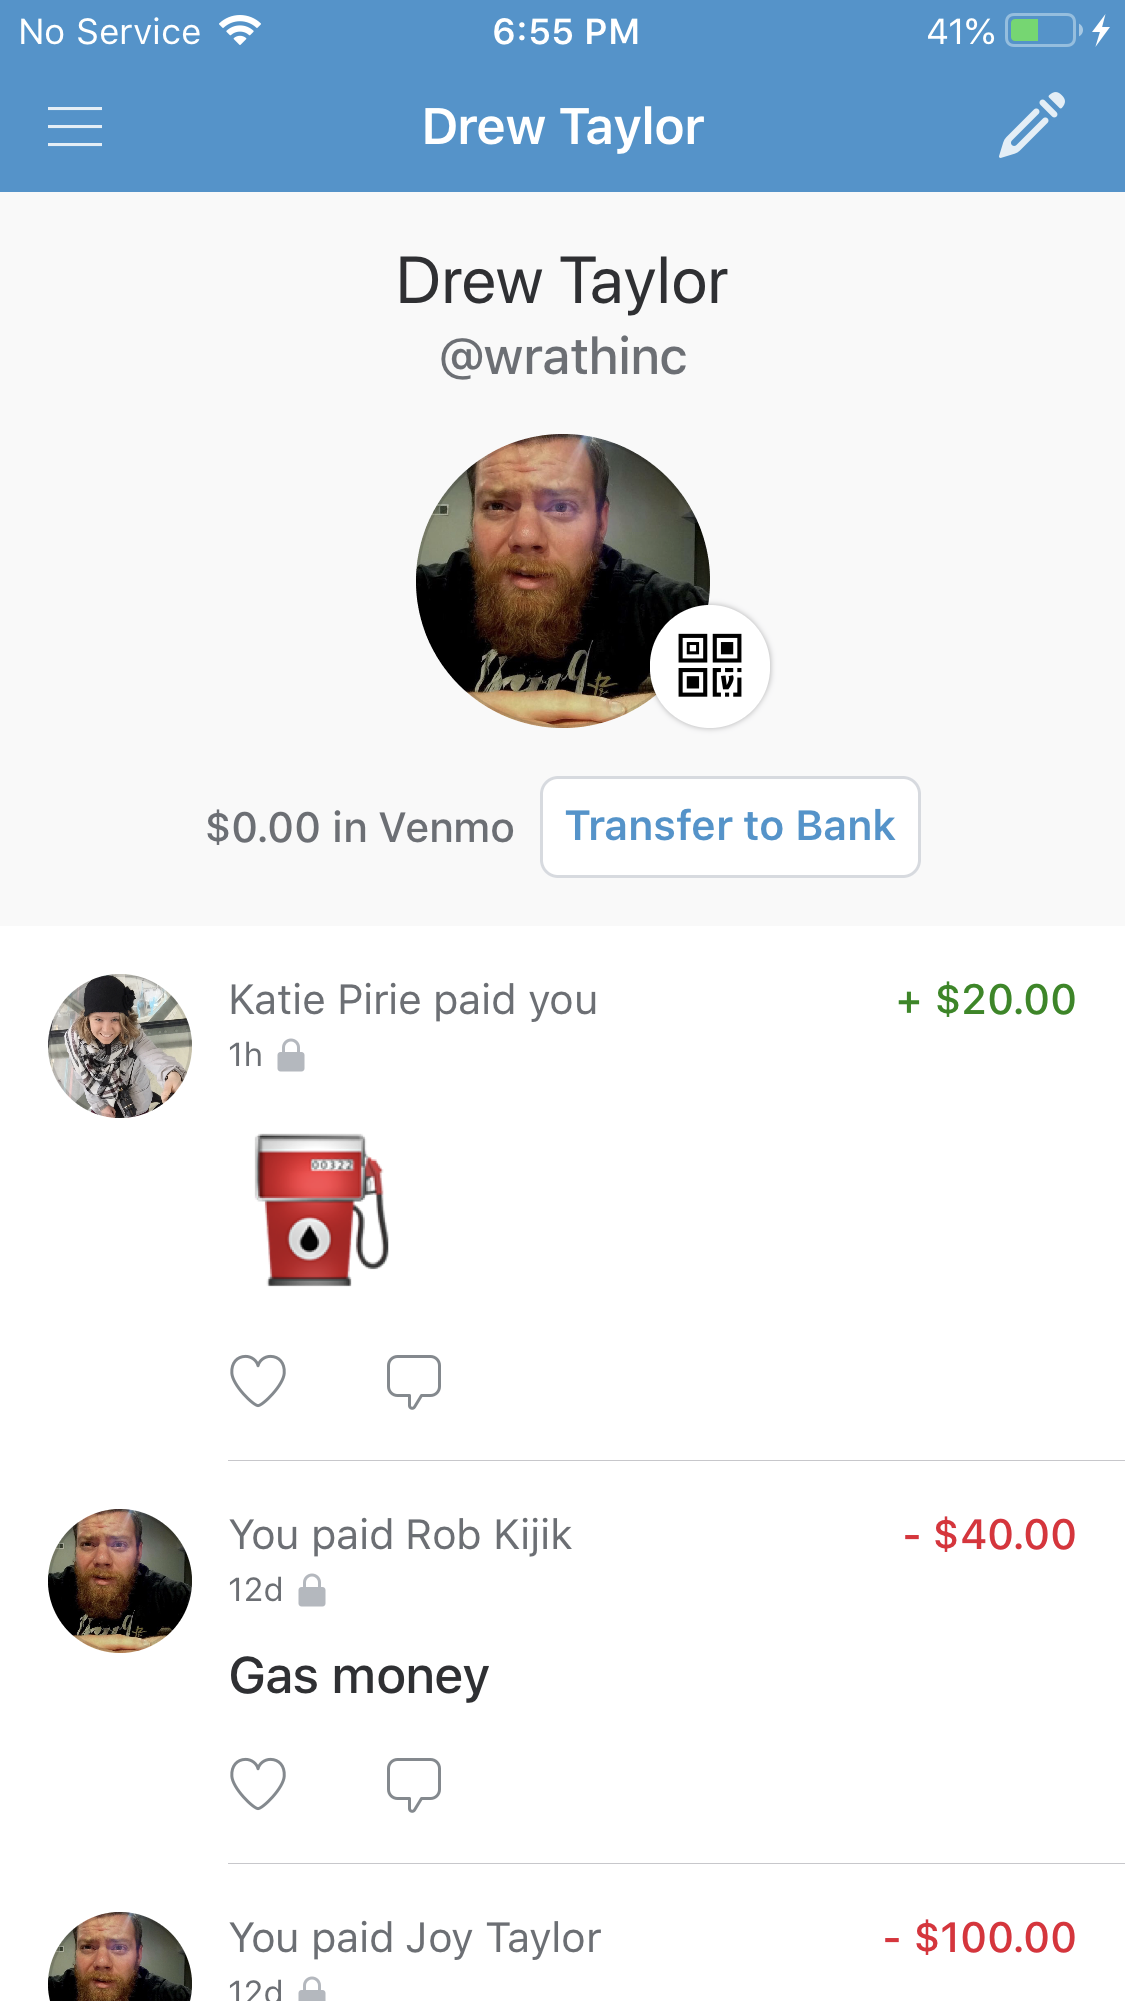 No Service 6:55 PM 41%
Drew Taylor
Drew Taylor
@wrathinc
$0.00 in Venmo Transfer to Bank
Katie Pirie paid you + $20.00
1h
00322
You paid Rob Kijik - $40.00
12d
Gas money
You paid Joy Taylor - $100.00
12d